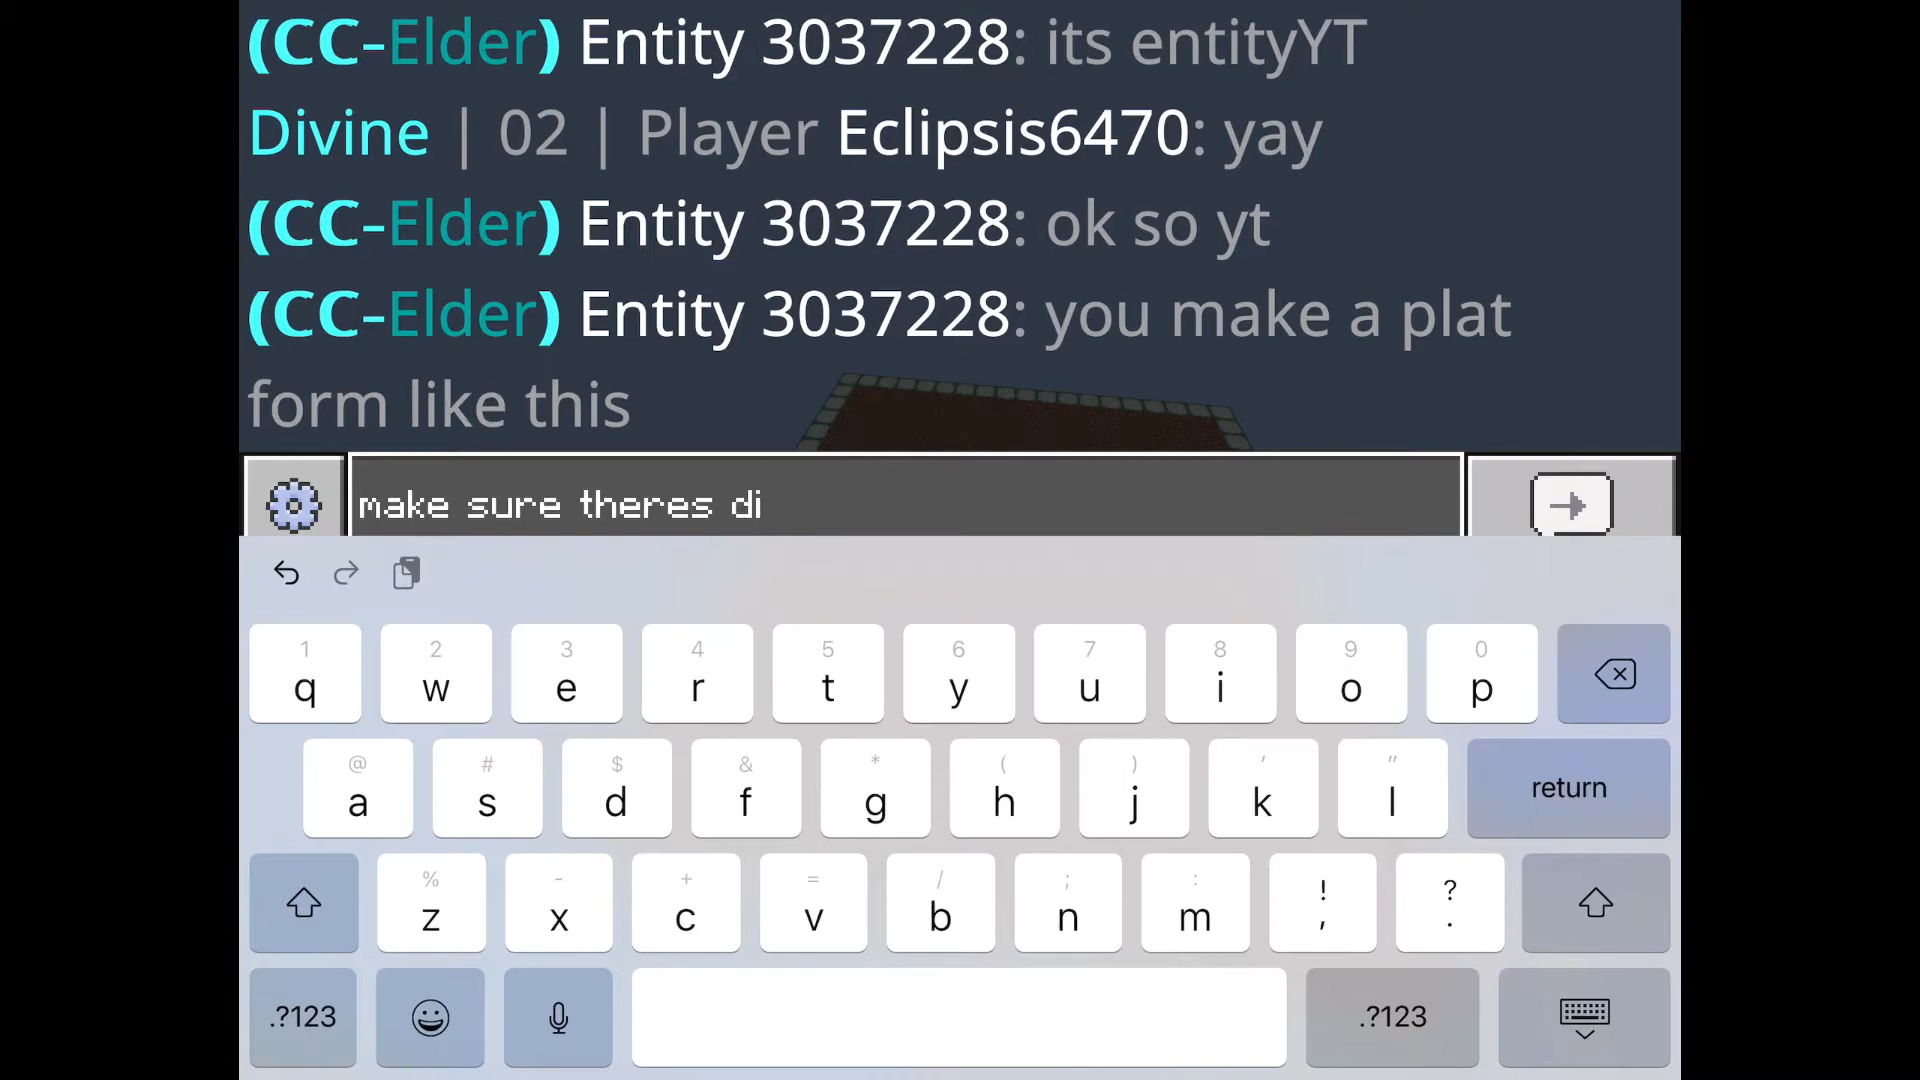 (CC-Elder) Entity 3037228: its entityYT
Divine | 02 | Player Eclipsis6470: yay
(CC-Elder) Entity 3037228: ok so yt
(CC-Elder) Entity 3037228: you make a plat
form like this
make sure theres di
1 2 3 4 5 6 7 8 9 0
q w e r t y u i o p
@ # $ & * ( ) ' "
a s d f g h j k l return
% - + = / ; : ! ?
z x c v b n m , .
.?123 .?123